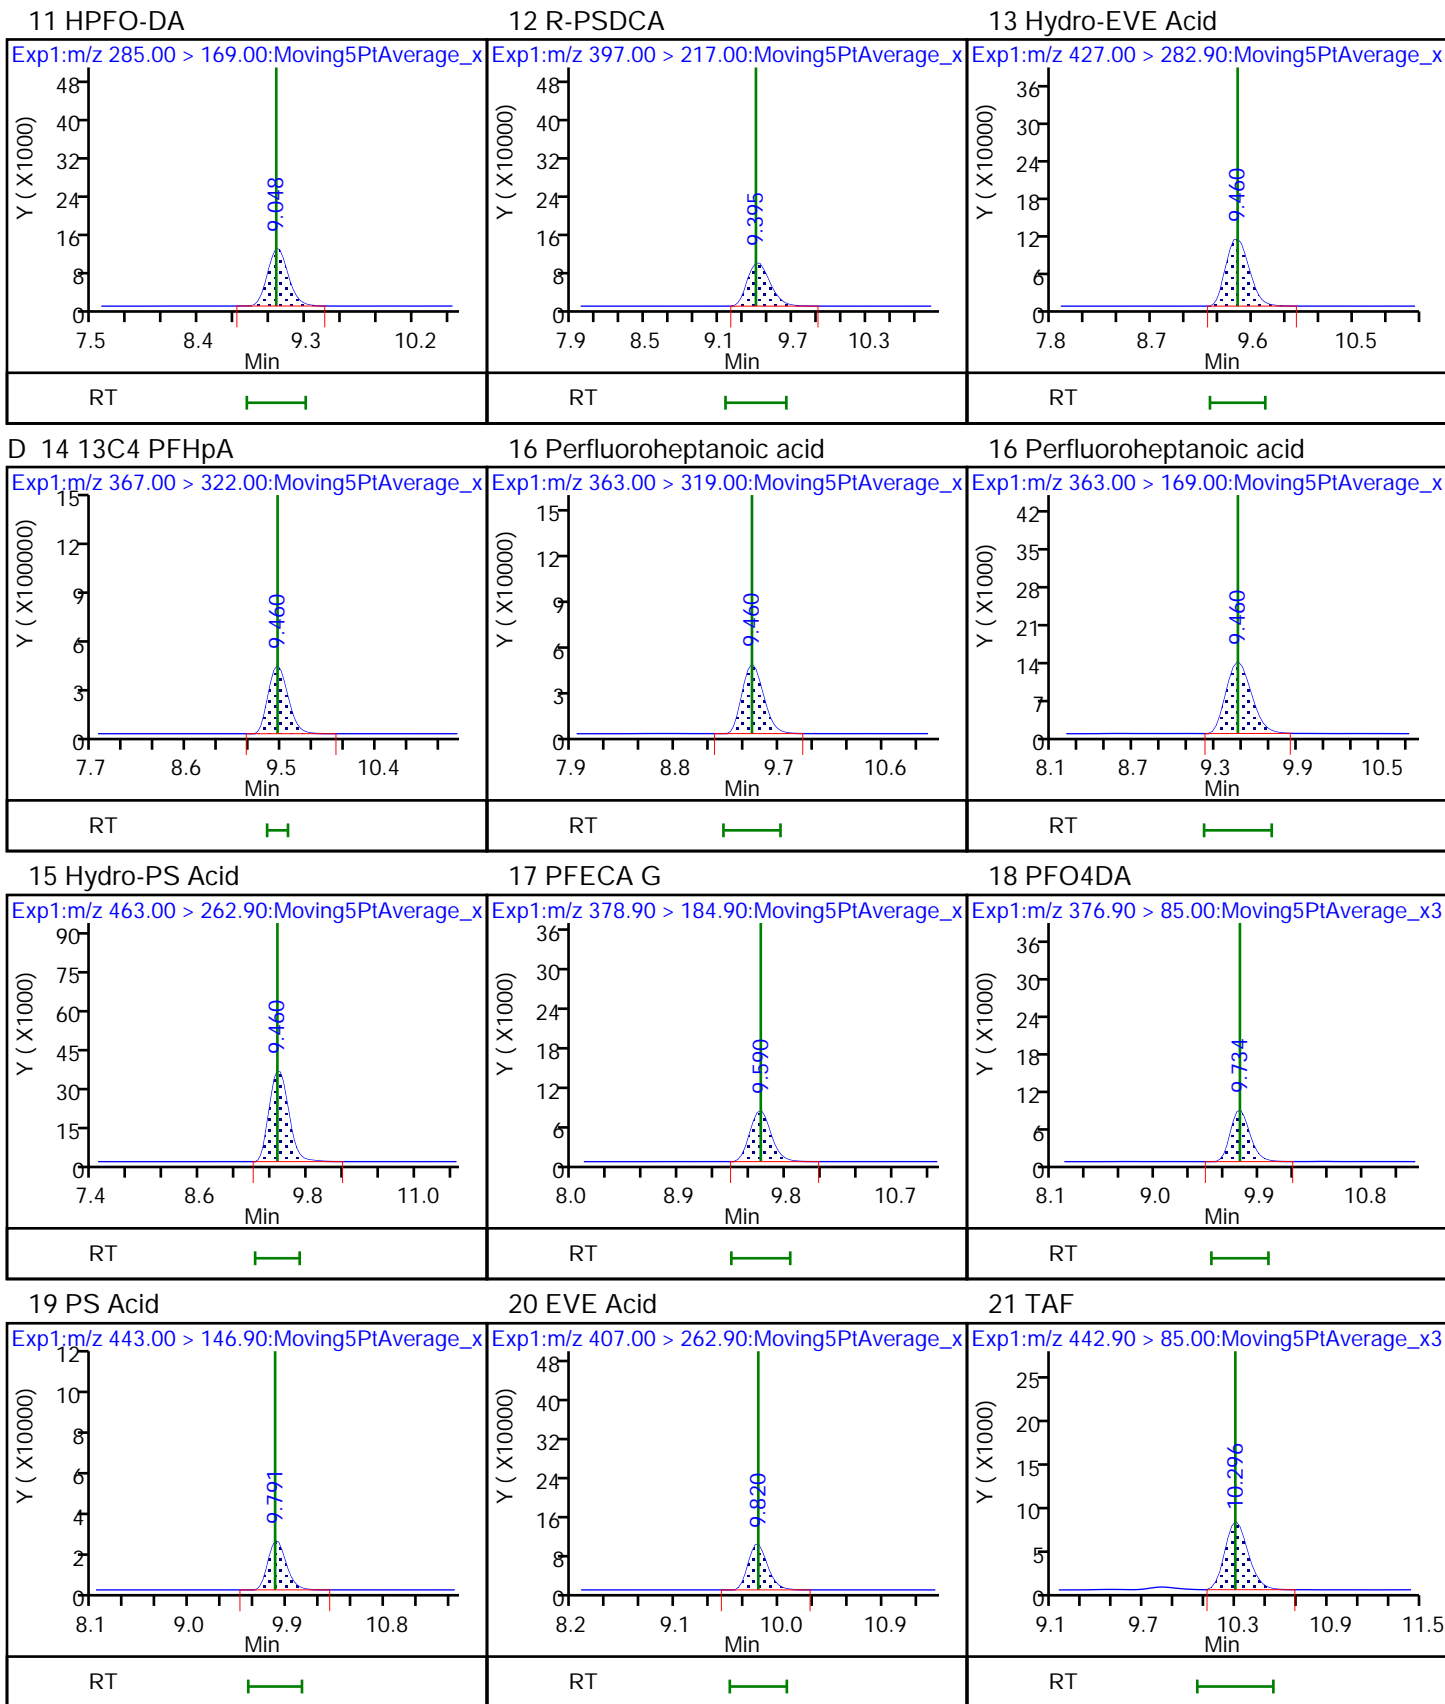 11 HPFO-DA
Exp1:m/z 285.00 > 169.00:Moving5PtAverage_x
Y ( X10000)
48
40
32
24
16
8
0
9.048
7.5 8.4 9.3 10.2
Min
RT
12 R-PSDCA
Exp1:m/z 397.00 > 217.00:Moving5PtAverage_x
Y ( X10000)
48
40
32
24
16
8
0
9.395
7.9 8.5 9.1 9.7 10.3
Min
RT
13 Hydro-EVE Acid
Exp1:m/z 427.00 > 282.90:Moving5PtAverage_x
Y ( X10000)
36
30
24
18
12
6
0
9.460
7.8 8.7 9.6 10.5
Min
RT
D 14 13C4 PFHpA
Exp1:m/z 367.00 > 322.00:Moving5PtAverage_x
Y ( X100000)
15
12
9
6
3
0
9.460
7.7 8.6 9.5 10.4
Min
RT
16 Perfluoroheptanoic acid
Exp1:m/z 363.00 > 319.00:Moving5PtAverage_x
Y ( X10000)
15
12
9
6
3
0
9.460
7.9 8.8 9.7 10.6
Min
RT
16 Perfluoroheptanoic acid
Exp1:m/z 363.00 > 169.00:Moving5PtAverage_x
Y ( X1000)
42
35
28
21
14
7
0
9.460
8.1 8.7 9.3 9.9 10.5
Min
RT
15 Hydro-PS Acid
Exp1:m/z 463.00 > 262.90:Moving5PtAverage_x
Y ( X1000)
90
75
60
45
30
15
0
9.460
7.4 8.6 9.8 11.0
Min
RT
17 PFECA G
Exp1:m/z 378.90 > 184.90:Moving5PtAverage_x
Y ( X1000)
36
30
24
18
12
6
0
9.590
8.0 8.9 9.8 10.7
Min
RT
18 PFO4DA
Exp1:m/z 376.90 > 85.00:Moving5PtAverage_x3
Y ( X1000)
36
30
24
18
12
6
0
9.734
8.1 9.0 9.9 10.8
Min
RT
19 PS Acid
Exp1:m/z 443.00 > 146.90:Moving5PtAverage_x
Y ( X10000)
12
10
8
6
4
2
0
9.791
8.1 9.0 9.9 10.8
Min
RT
20 EVE Acid
Exp1:m/z 407.00 > 262.90:Moving5PtAverage_x
Y ( X10000)
48
40
32
24
16
8
0
9.820
8.2 9.1 10.0 10.9
Min
RT
21 TAF
Exp1:m/z 442.90 > 85.00:Moving5PtAverage_x3
Y ( X1000)
25
20
15
10
5
0
10.296
9.1 9.7 10.3 10.9 11.5
Min
RT